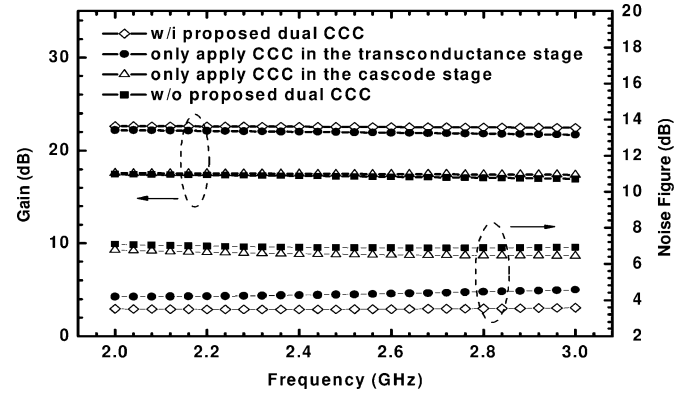 w/i proposed dual CCC
only apply CCC in the transconductance stage
only apply CCC in the cascode stage
w/o proposed dual CCC
Gain (dB)
30
20
10
0
Noise Figure (dB)
20
18
16
14
12
10
8
6
4
2
2.0 2.2 2.4 2.6 2.8 3.0
Frequency (GHz)